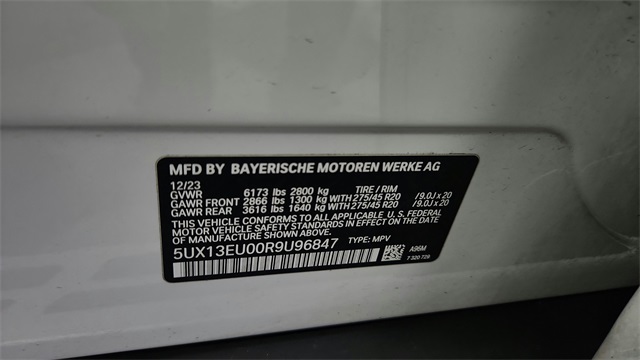 MFD BY BAYERISCHE MOTOREN WERKE AG
12/23
GVWR 6173 lbs 2800 kg TIRE / RIM
GAWR FRONT 2866 lbs 1300 kg WITH 275/45 R20 /9.0J x 20
GAWR REAR 3616 lbs 1640 kg WITH 275/45 R20 /9.0J x 20
THIS VEHICLE CONFORMS TO ALL APPLICABLE U.S. FEDERAL
MOTOR VEHICLE SAFETY STANDARDS IN EFFECT ON THE DATE
OF MANUFACTURE SHOWN ABOVE.
5UX13EU00R9U96847 TYPE: MPV
A96M
7 320 729